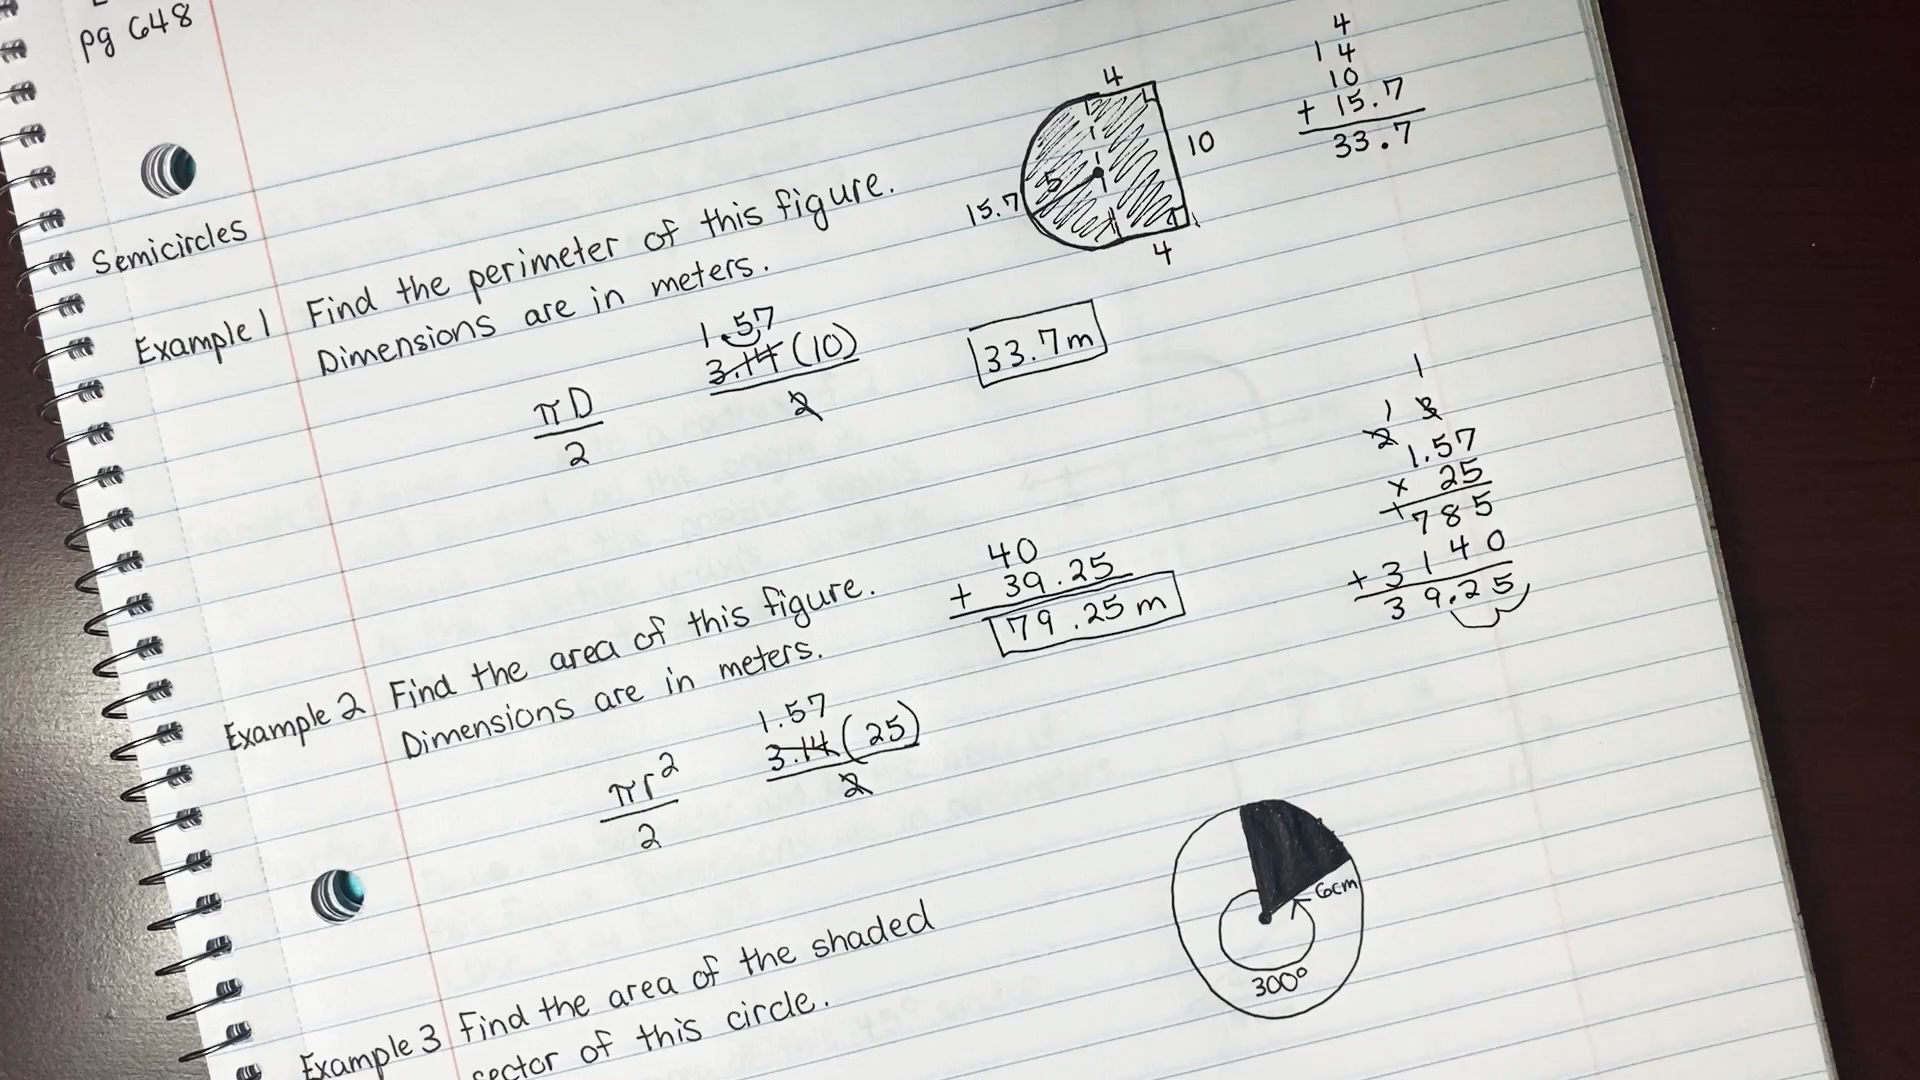 pg 648
4
14
10
+ 15.7
33.7
4
10
5
15.7
4
Semicircles
Example 1 Find the perimeter of this figure.
Dimensions are in meters.
πD
2
1.57
3.14 (10)
2
33.7m
1
1 3
2
1.57
x 25
+785
+ 3140
39.25
Example 2 Find the area of this figure.
Dimensions are in meters.
40
+ 39.25
79.25 m
πr²
2
1.57
3.14 (25)
2
6cm
300°
Example 3 Find the area of the shaded
sector of this circle.